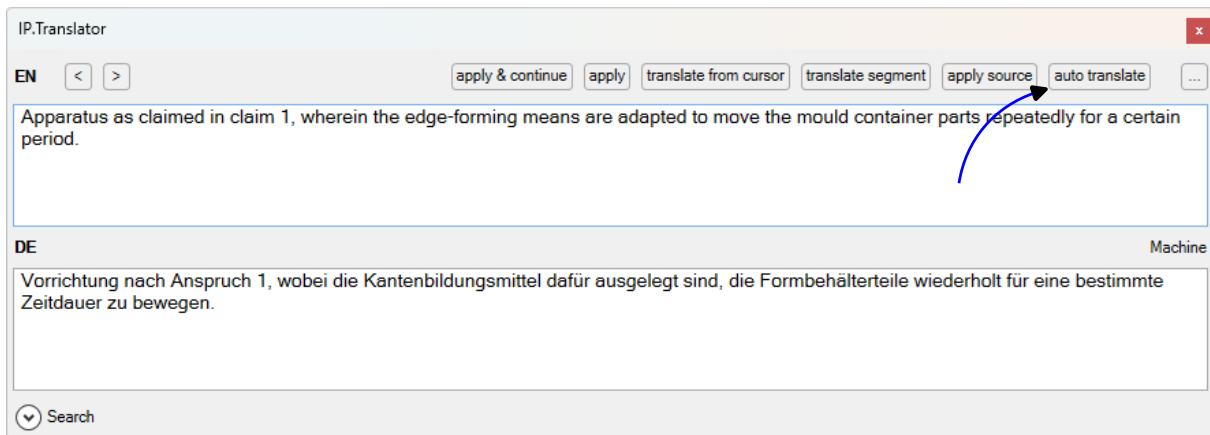 IP.Translator
x
EN < > apply & continue apply translate from cursor translate segment apply source auto translate ...
Apparatus as claimed in claim 1, wherein the edge-forming means are adapted to move the mould container parts repeatedly for a certain
period.
DE Machine
Vorrichtung nach Anspruch 1, wobei die Kantenbildungsmittel dafür ausgelegt sind, die Formbehälterteile wiederholt für eine bestimmte
Zeitdauer zu bewegen.
Search